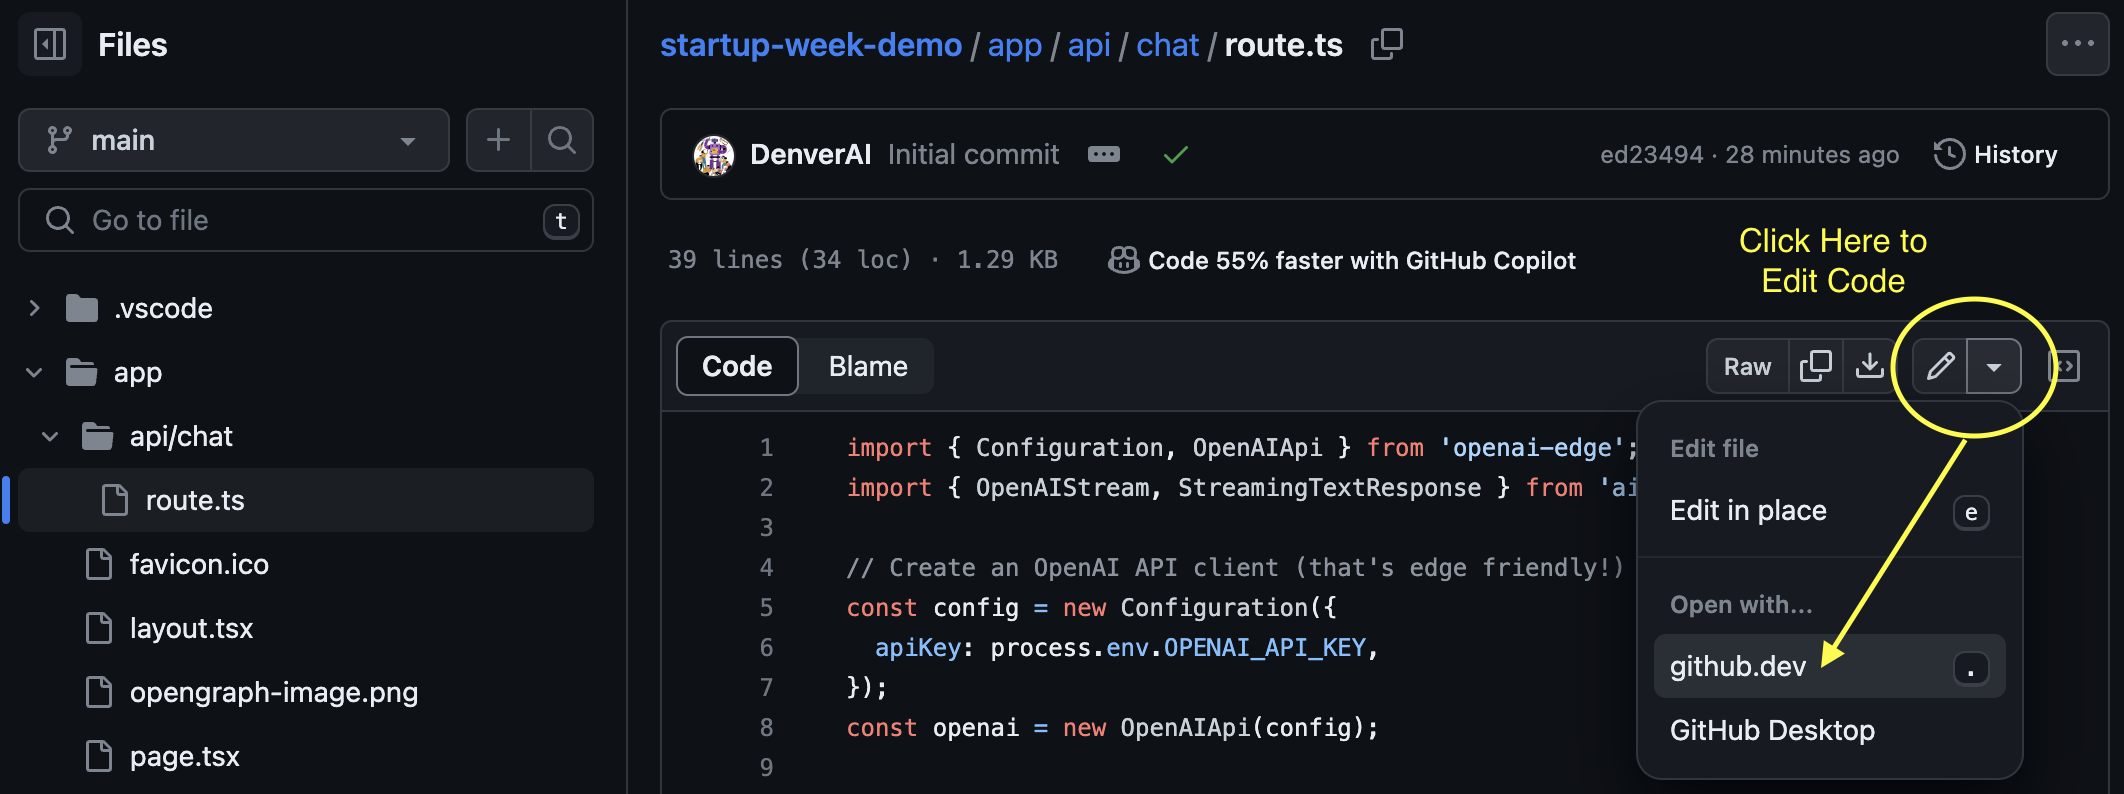 Files
main
Go to file
t
.vscode
app
api/chat
route.ts
favicon.ico
layout.tsx
opengraph-image.png
page.tsx
startup-week-demo / app / api / chat / route.ts
DenverAI Initial commit
ed23494 · 28 minutes ago
History
39 lines (34 loc) · 1.29 KB
Code 55% faster with GitHub Copilot
Click Here to
Edit Code
Code
Blame
Raw
1 import { Configuration, OpenAIApi } from 'openai-edge';
2 import { OpenAIStream, StreamingTextResponse } from 'ai
3
4 // Create an OpenAI API client (that's edge friendly!)
5 const config = new Configuration({
6 apiKey: process.env.OPENAI_API_KEY,
7 });
8 const openai = new OpenAIApi(config);
9
Edit file
Edit in place e
Open with...
github.dev .
GitHub Desktop